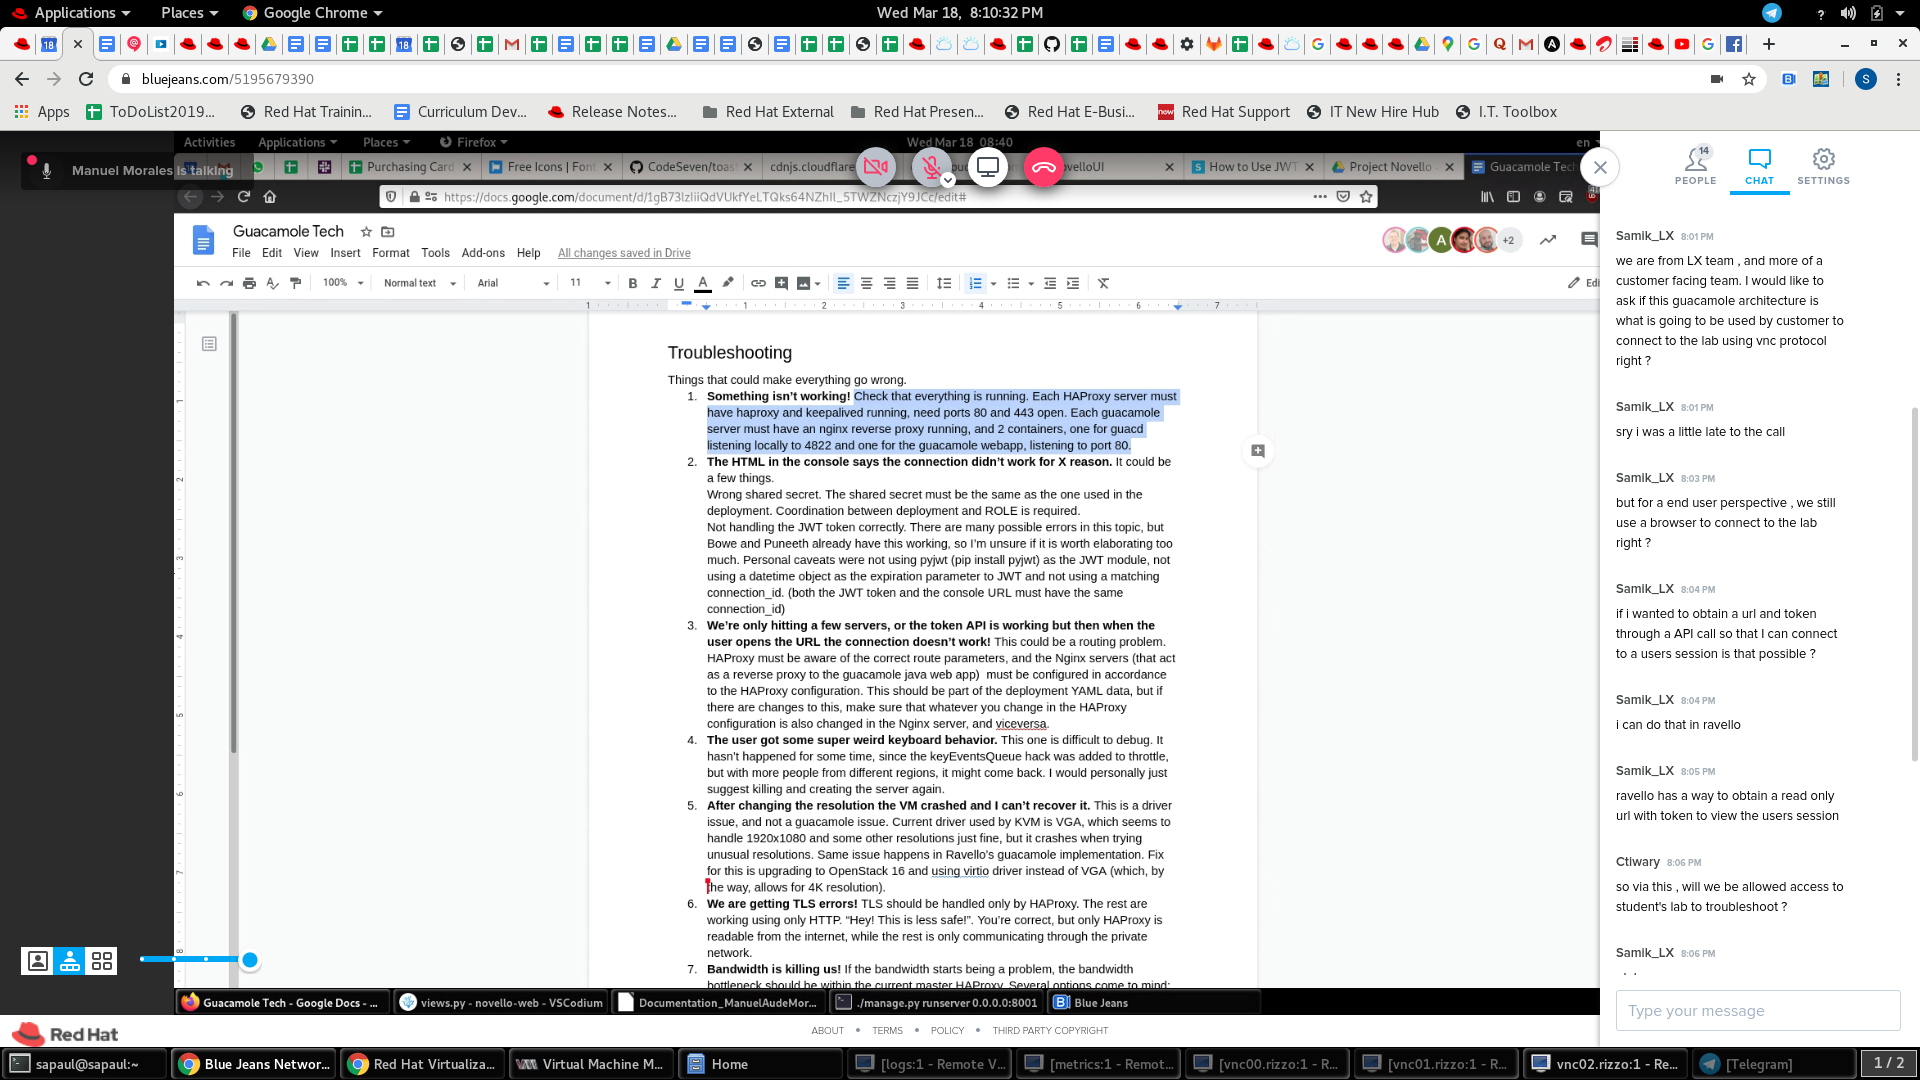 Applications
Places
Google Chrome
Wed Mar 18, 8:10:32 PM
bluejeans.com/5195679390
Apps
ToDoList2019...
Red Hat Trainin...
Curriculum Dev...
Release Notes...
Red Hat External
Red Hat Presen...
Red Hat E-Busi...
Red Hat Support
IT New Hire Hub
I.T. Toolbox
Activities
Applications
Places
Firefox
Wed Mar 18 08:40
en
Manuel Morales is talking
Purchasing Card
Free Icons | Font
CodeSeven/toast
cdnjs.cloudflare
ovelloUI
How to Use JWT
Project Novello -
Guacamole Tech
https://docs.google.com/document/d/1gB73lzIiiQdVUkfYeLTQks64NZhII_5TWZNczjY9JCc/edit#
Guacamole Tech
File Edit View Insert Format Tools Add-ons Help All changes saved in Drive
A
+2
100% Normal text Arial 11 B I U A
Edi
1 1 2 3 4 5 6 7
Troubleshooting
Things that could make everything go wrong.
1. Something isn’t working! Check that everything is running. Each HAProxy server must
have haproxy and keepalived running, need ports 80 and 443 open. Each guacamole
server must have an nginx reverse proxy running, and 2 containers, one for guacd
listening locally to 4822 and one for the guacamole webapp, listening to port 80.
2. The HTML in the console says the connection didn’t work for X reason. It could be
a few things.
Wrong shared secret. The shared secret must be the same as the one used in the
deployment. Coordination between deployment and ROLE is required.
Not handling the JWT token correctly. There are many possible errors in this topic, but
Bowe and Puneeth already have this working, so I’m unsure if it is worth elaborating too
much. Personal caveats were not using pyjwt (pip install pyjwt) as the JWT module, not
using a datetime object as the expiration parameter to JWT and not using a matching
connection_id. (both the JWT token and the console URL must have the same
connection_id)
3. We’re only hitting a few servers, or the token API is working but then when the
user opens the URL the connection doesn’t work! This could be a routing problem.
HAProxy must be aware of the correct route parameters, and the Nginx servers (that act
as a reverse proxy to the guacamole java web app) must be configured in accordance
to the HAProxy configuration. This should be part of the deployment YAML data, but if
there are changes to this, make sure that whatever you change in the HAProxy
configuration is also changed in the Nginx server, and viceversa.
4. The user got some super weird keyboard behavior. This one is difficult to debug. It
hasn’t happened for some time, since the keyEventsQueue hack was added to throttle,
but with more people from different regions, it might come back. I would personally just
suggest killing and creating the server again.
5. After changing the resolution the VM crashed and I can’t recover it. This is a driver
issue, and not a guacamole issue. Current driver used by KVM is VGA, which seems to
handle 1920x1080 and some other resolutions just fine, but it crashes when trying
unusual resolutions. Same issue happens in Ravello’s guacamole implementation. Fix
for this is upgrading to OpenStack 16 and using virtio driver instead of VGA (which, by
the way, allows for 4K resolution).
6. We are getting TLS errors! TLS should be handled only by HAProxy. The rest are
working using only HTTP. “Hey! This is less safe!”. You’re correct, but only HAProxy is
readable from the internet, while the rest is only communicating through the private
network.
7. Bandwidth is killing us! If the bandwidth starts being a problem, the bandwidth
bottleneck should be within the current master HAProxy. Several options come to mind:
14
PEOPLE
CHAT
SETTINGS
Samik_LX 8:01 PM
we are from LX team , and more of a
customer facing team. I would like to
ask if this guacamole architecture is
what is going to be used by customer to
connect to the lab using vnc protocol
right ?
Samik_LX 8:01 PM
sry i was a little late to the call
Samik_LX 8:03 PM
but for a end user perspective , we still
use a browser to connect to the lab
right ?
Samik_LX 8:04 PM
if i wanted to obtain a url and token
through a API call so that I can connect
to a users session is that possible ?
Samik_LX 8:04 PM
i can do that in ravello
Samik_LX 8:05 PM
ravello has a way to obtain a read only
url with token to view the users session
Ctiwary 8:06 PM
so via this , will we be allowed access to
student's lab to troubleshoot ?
Samik_LX 8:06 PM
Type your message
Guacamole Tech - Google Docs - ...
views.py - novello-web - VSCodium
Documentation_ManuelAudeMor...
./manage.py runserver 0.0.0.0:8001
Blue Jeans
Red Hat
ABOUT • TERMS • POLICY • THIRD PARTY COPYRIGHT
sapaul@sapaul:~
Blue Jeans Networ...
Red Hat Virtualiza...
Virtual Machine M...
Home
[logs:1 - Remote V...
[metrics:1 - Remot...
[vnc00.rizzo:1 - R...
[vnc01.rizzo:1 - R...
vnc02.rizzo:1 - Re...
[Telegram]
1 / 2